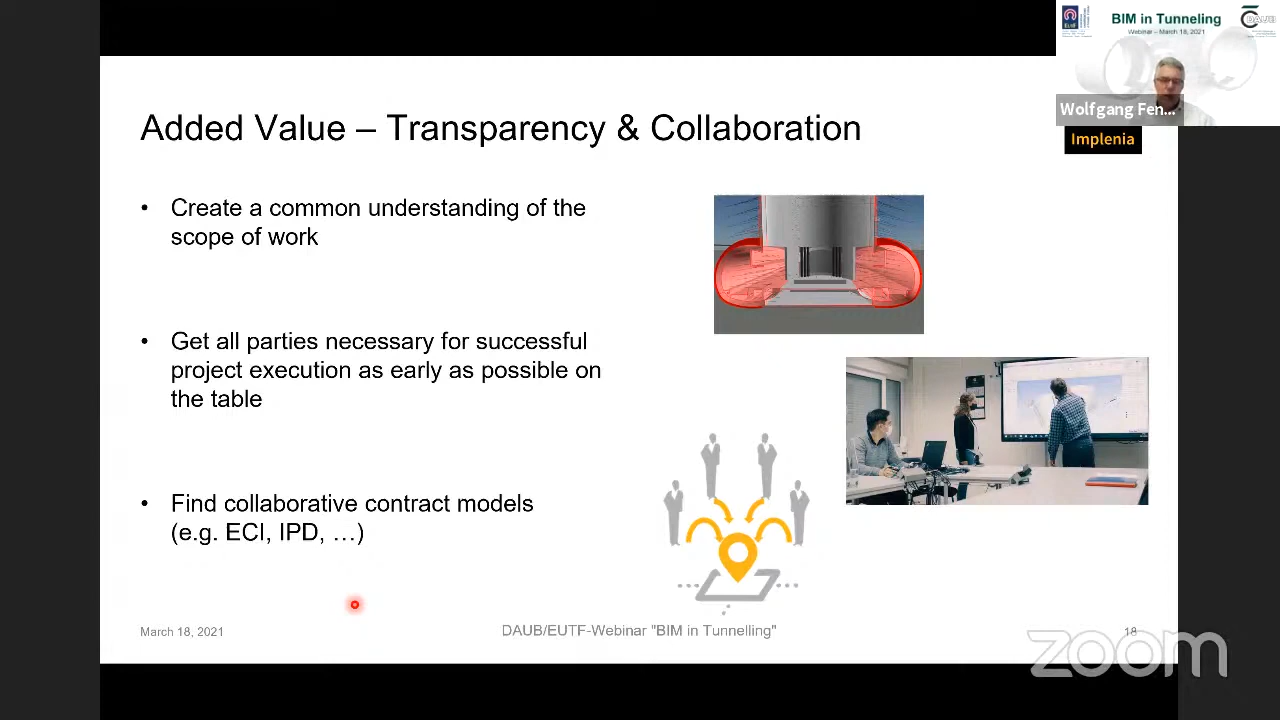 BIM in Tunneling
Webinar – March 18, 2021
DAUB
Wolfgang Fen...
Implenia
Added Value – Transparency & Collaboration
• Create a common understanding of the
scope of work
• Get all parties necessary for successful
project execution as early as possible on
the table
• Find collaborative contract models
(e.g. ECI, IPD, …)
March 18, 2021
DAUB/EUTF-Webinar "BIM in Tunnelling"
18
zoom